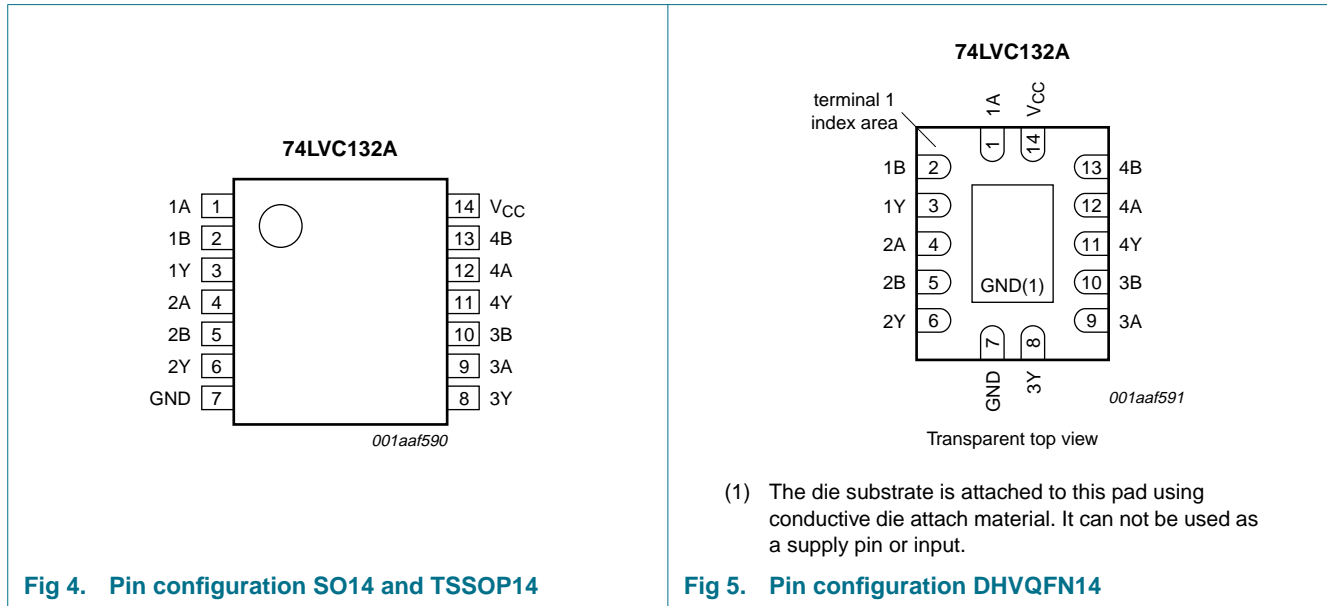 74LVC132A
1A 1
1B 2
1Y 3
2A 4
2B 5
2Y 6
GND 7
14 VCC
13 4B
12 4A
11 4Y
10 3B
9 3A
8 3Y
001aaf590
Fig 4. Pin configuration SO14 and TSSOP14
74LVC132A
terminal 1
index area
1A
VCC
1
14
1B 2
1Y 3
2A 4
2B 5
2Y 6
13 4B
12 4A
11 4Y
10 3B
9 3A
GND(1)
7
8
GND
3Y
001aaf591
Transparent top view
(1) The die substrate is attached to this pad using
conductive die attach material. It can not be used as
a supply pin or input.
Fig 5. Pin configuration DHVQFN14